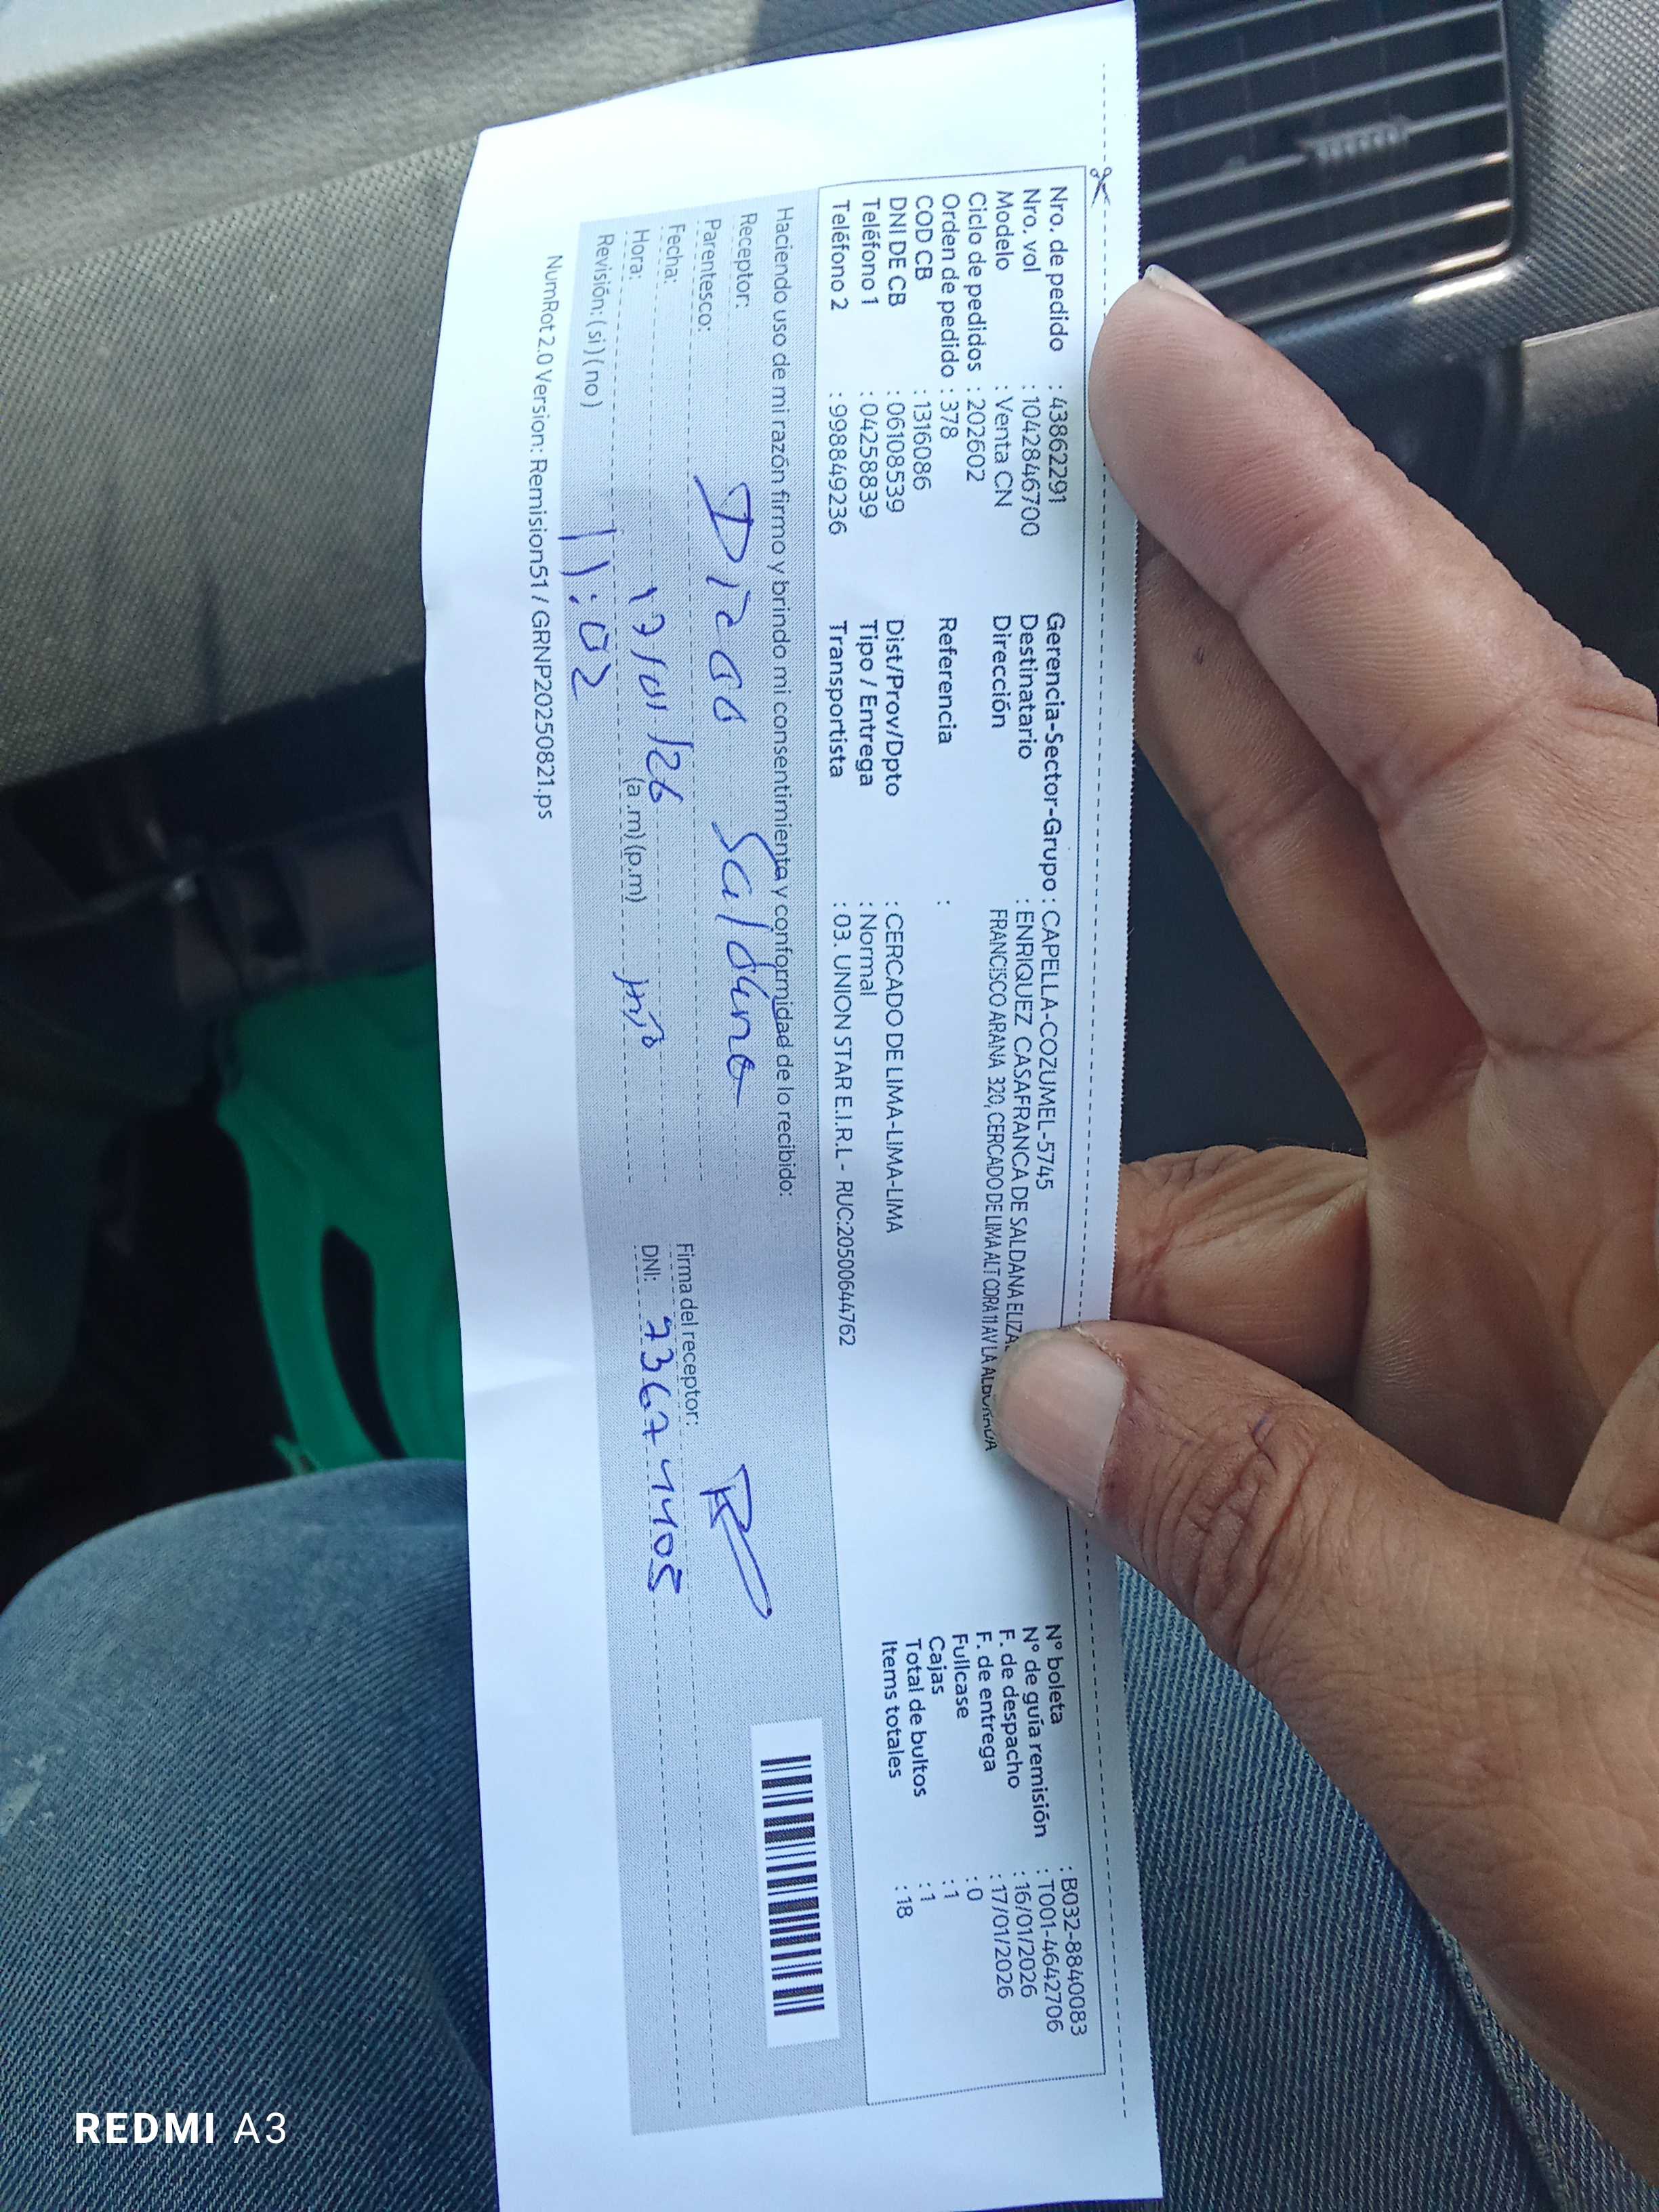 Nro. de pedido : 43862291
Nro. vol : 1042846700
Modelo : Venta CN
Ciclo de pedidos : 202602
Orden de pedido : 378
COD CB : 1316086
DNI DE CB : 06108539
Teléfono 1 : 04258839
Teléfono 2 : 998849236
Gerencia-Sector-Grupo : CAPELLA-COZUMEL-5745
Destinatario : ENRIQUEZ CASAFRANCA DE SALDANA ELIZA
Dirección FRANCISCO ARANA 320, CERCADO DE LIMA ALT CDRA 11 AV LA
Referencia :
Dist/Prov/Dpto : CERCADO DE LIMA-LIMA-LIMA
Tipo / Entrega : Normal
Transportista : 03. UNION STAR E.I.R.L - RUC:20500644762
N° boleta : B032-8840083
N° de guía remisión : T001-4642706
F. de despacho : 16/01/2026
F. de entrega : 17/01/2026
Fullcase : 0
Cajas : 1
Total de bultos : 1
Items totales : 18
Haciendo uso de mi razón firmo y brindo mi consentimiento y conformidad de lo recibido:
Receptor: Diego Saldaña
Parentesco:
Fecha: 17/01/26
Hora: 11:02 (a.m)(p.m) hijo
Revisión: ( si ) ( no )
Firma del receptor:
DNI: 73674405
NumRot 2.0 Version: Remision51 / GRNP20250821.ps
REDMI A3